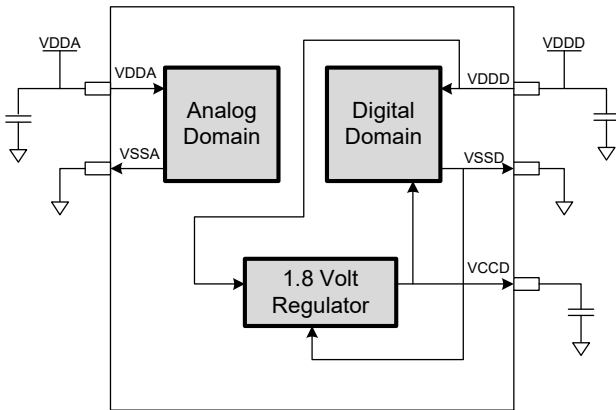 VDDA
VDDD
VDDA
Analog
Domain
Digital
Domain
VDDD
VSSA
VSSD
1.8 Volt
Regulator
VCCD